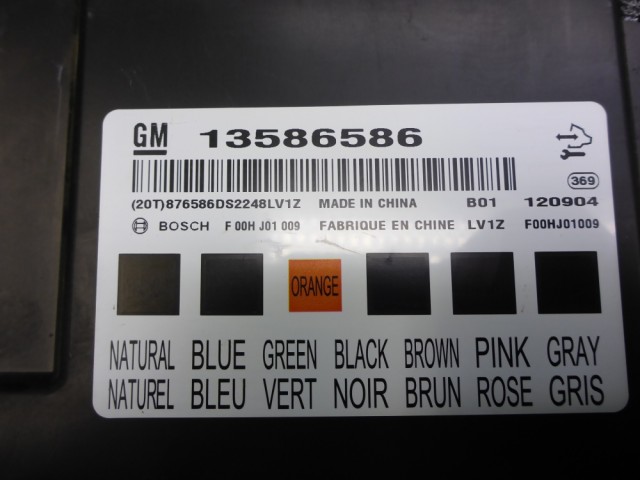 GM 13586586
369
(20T)876586DS2248LV1Z MADE IN CHINA B01 120904
BOSCH F 00H J01 009 FABRIQUE EN CHINE LV1Z F00HJ01009
ORANGE
NATURAL BLUE GREEN BLACK BROWN PINK GRAY
NATUREL BLEU VERT NOIR BRUN ROSE GRIS